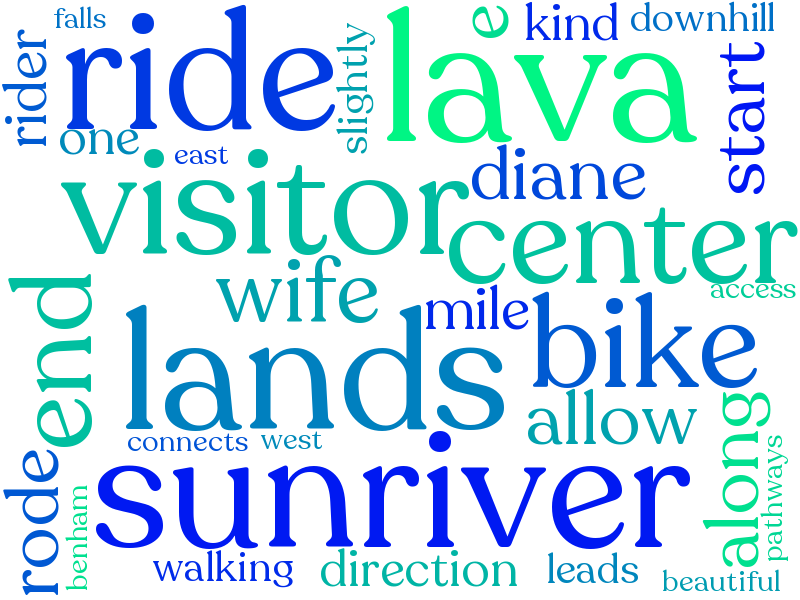 falls
ride
lava
e
kind
downhill
rider
one
slightly
start
east
visitor
diane
center
wife
access
end
mile
bike
lands
allow
connects
west
along
rode
benham
sunriver
pathways
walking
direction
leads
beautiful